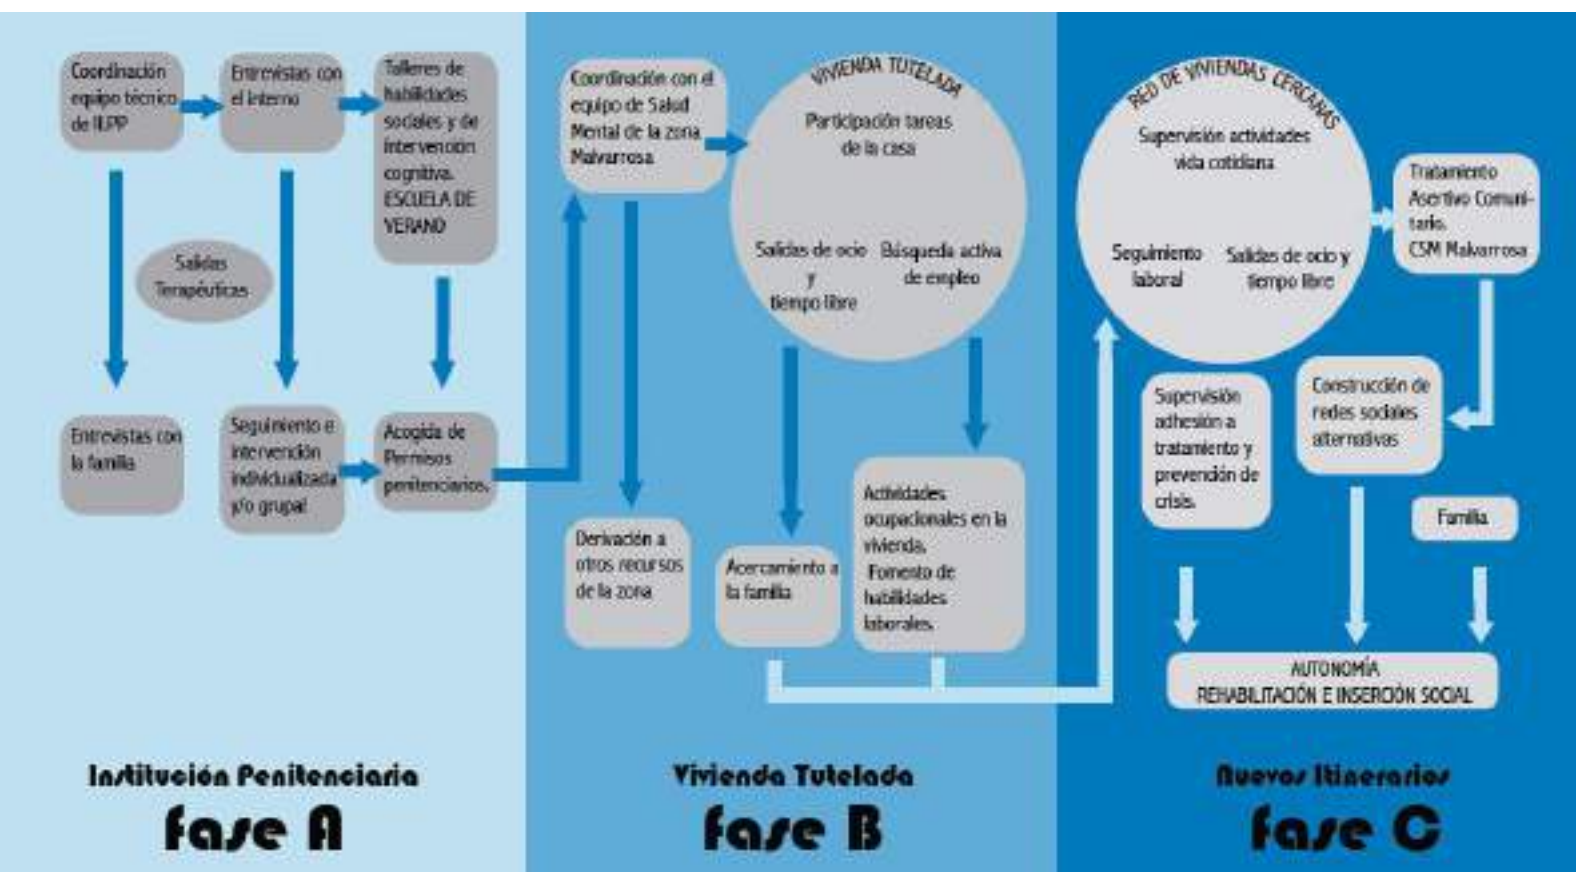 Coordinación
equipo técnico
de II.PP
Entrevistas con
el interno
Talleres de
habilidades
sociales y de
intervención
cognitiva.
ESCUELA DE
VERANO
Salidas
Terapéuticas
Entrevistas con
la familia
Seguimiento e
intervención
individualizada
y/o grupal
Acogida de
Permisos
penitenciarios.
Institución Penitenciaria
fase A
Coordinación con el
equipo de Salud
Mental de la zona
Malvarrosa
VIVIENDA TUTELADA
Participación tareas
de la casa
Salidas de ocio
y
tiempo libre
Búsqueda activa
de empleo
Derivación a
otros recursos
de la zona
Acercamiento a
la familia
Actividades
ocupacionales en la
vivienda.
Fomento de
habilidades
laborales.
Vivienda Tutelada
fase B
RED DE VIVIENDAS CERCANAS
Supervisión actividades
vida cotidiana
Seguimiento
laboral
Salidas de ocio y
tiempo libre
Tratamiento
Asertivo Comuni-
tario.
CSM Malvarrosa
Supervisión
adhesión a
tratamiento y
prevención de
crisis.
Construcción de
redes sociales
alternativas
Familia
AUTONOMÍA
REHABILITACIÓN E INSERCIÓN SOCIAL
Nuevos Itinerarios
fase C